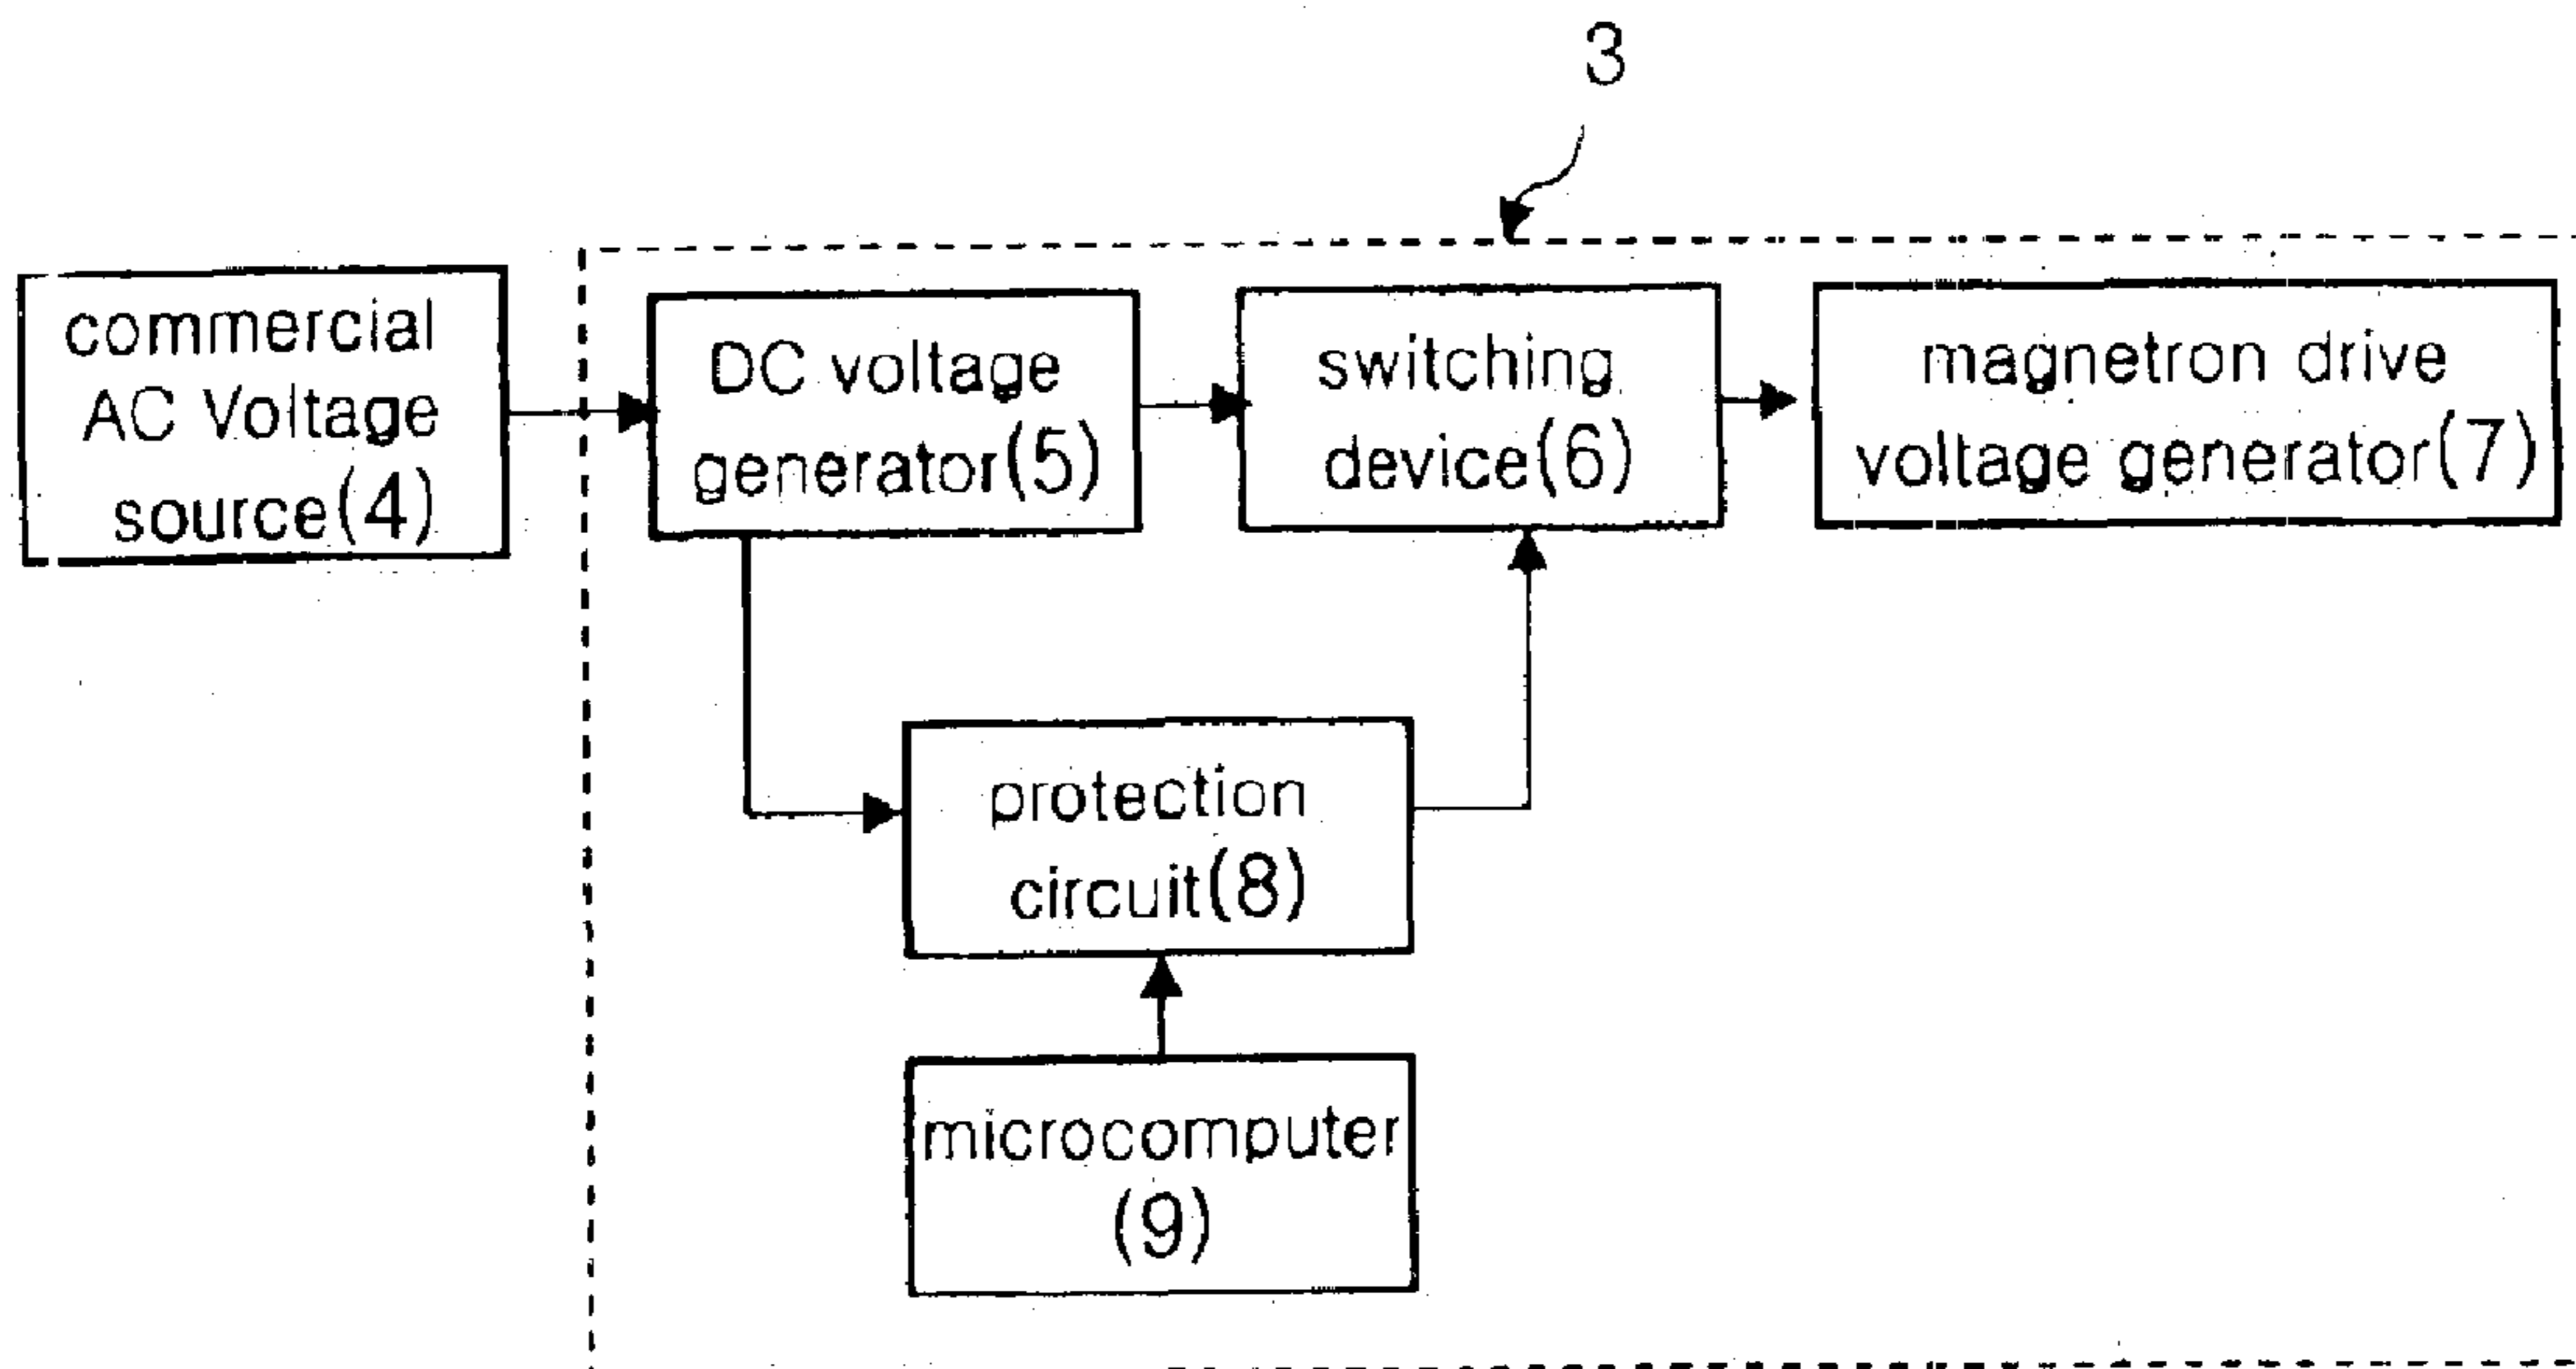 3
commercial
AC Voltage
source(4)
DC voltage
generator(5)
switching
device(6)
magnetron drive
voltage generator(7)
protection
circuit(8)
microcomputer
(9)